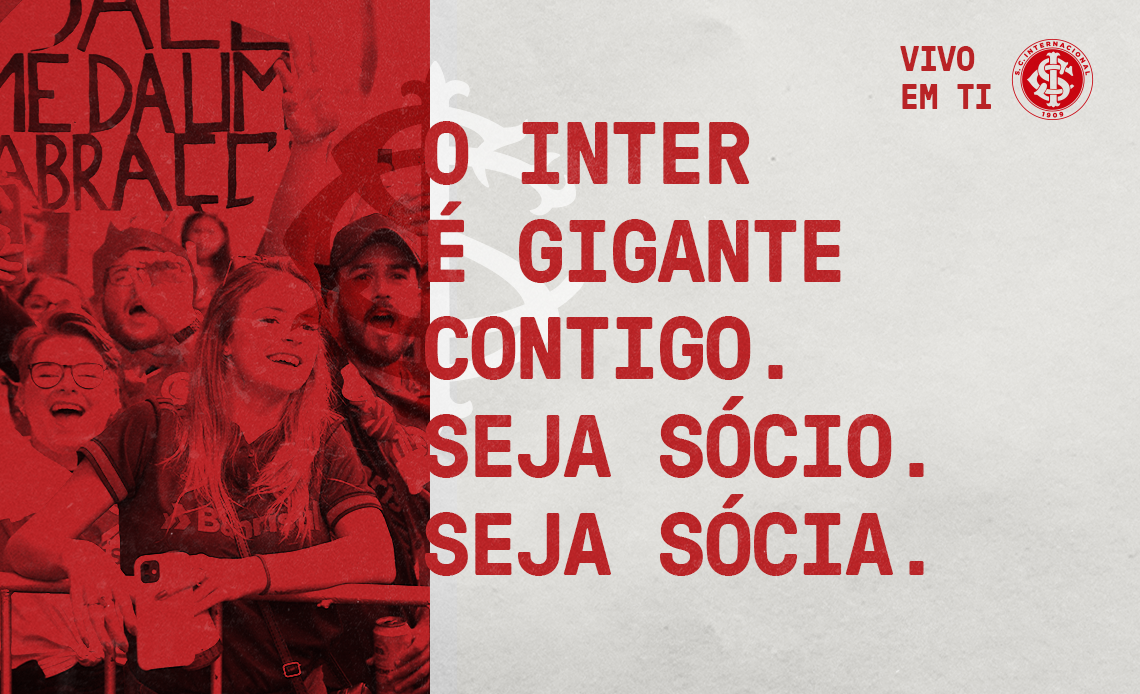 ME DA UM
VIVO
EM TI
S.C. INTERNACIONAL
1909
O INTER
É GIGANTE
CONTIGO.
SEJA SÓCIO.
SEJA SÓCIA.